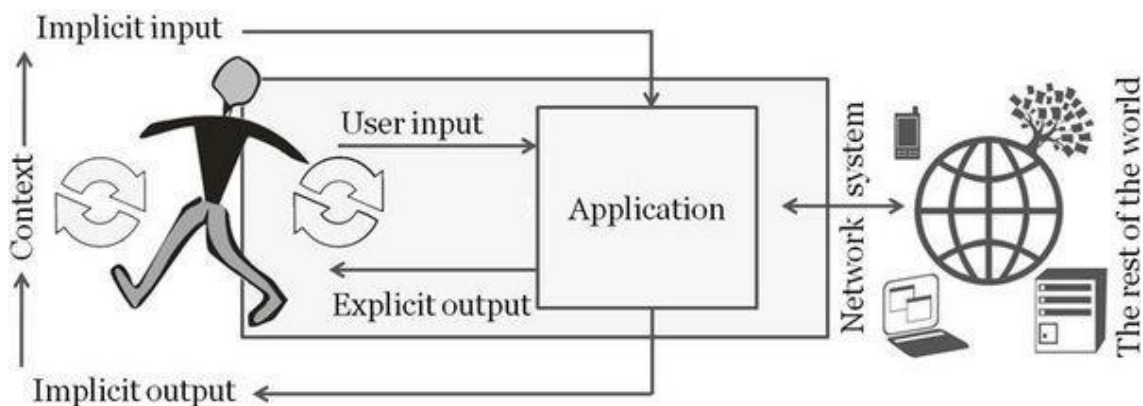 Implicit input
Context
User input
Application
Explicit output
Implicit output
Network system
The rest of the world